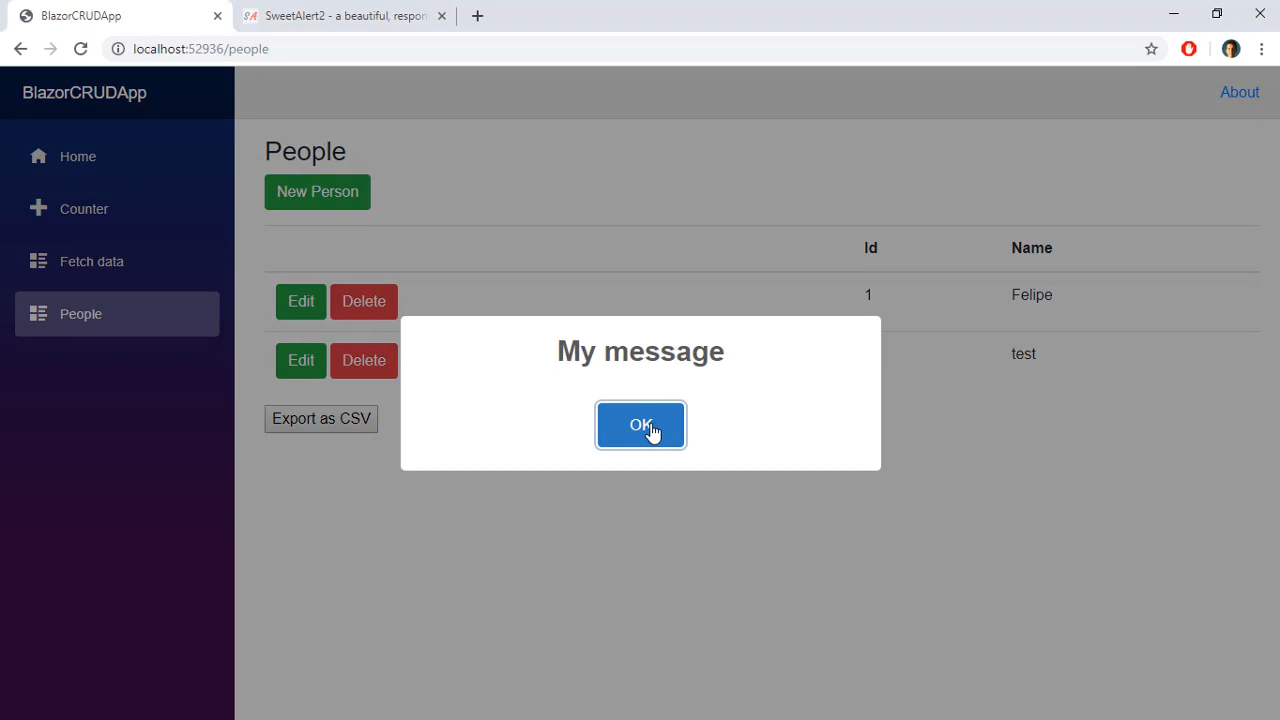 BlazorCRUDApp
SweetAlert2 - a beautiful, respon
localhost:52936/people
BlazorCRUDApp
About
Home
Counter
Fetch data
People
People
New Person
Id Name
Edit Delete 1 Felipe
Edit Delete test
Export as CSV
My message
OK